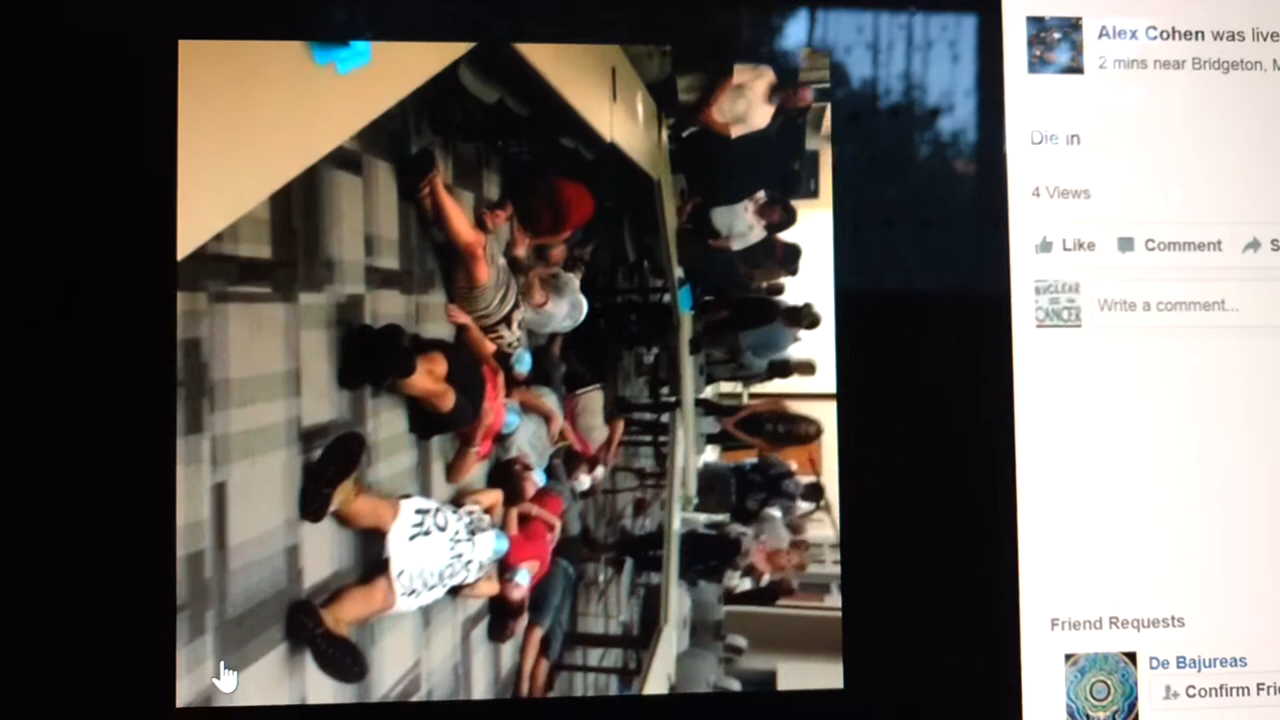 Alex Cohen was live
2 mins near Bridgeton, M
Die in
4 Views
Like Comment S
NUCLEAR
CANCER
Write a comment...
Friend Requests
De Bajureas
Confirm Frie